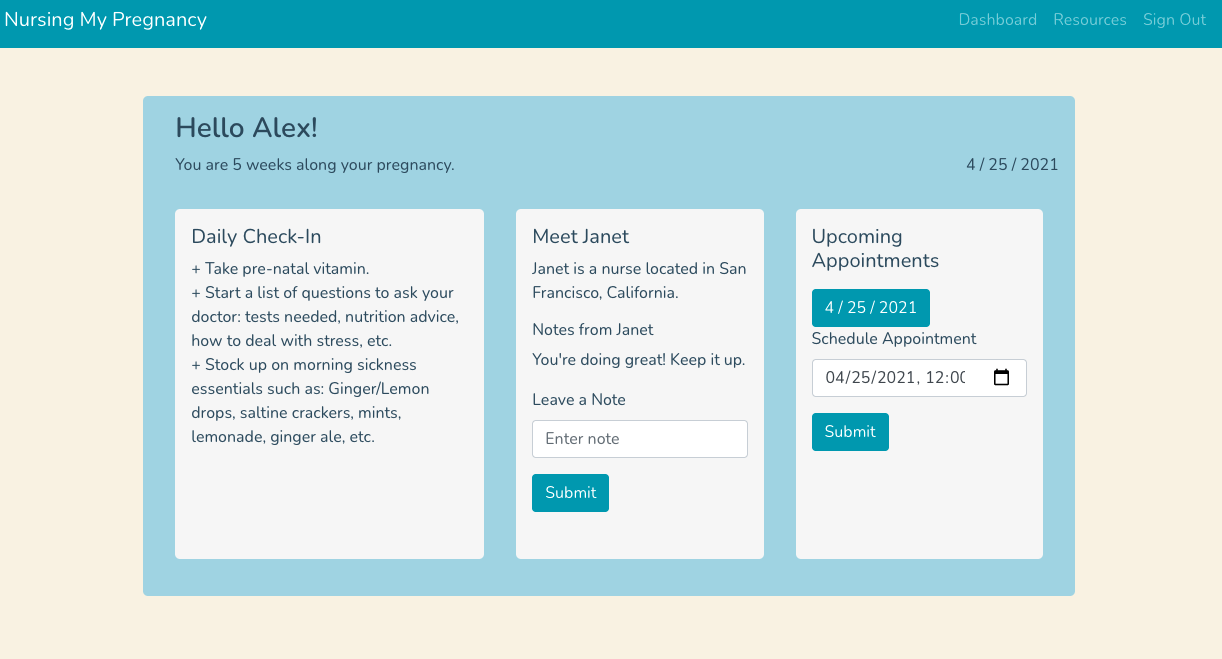 Nursing My Pregnancy
Dashboard Resources Sign Out
Hello Alex!
You are 5 weeks along your pregnancy.
4 / 25 / 2021
Daily Check-In
+ Take pre-natal vitamin.
+ Start a list of questions to ask your
doctor: tests needed, nutrition advice,
how to deal with stress, etc.
+ Stock up on morning sickness
essentials such as: Ginger/Lemon
drops, saltine crackers, mints,
lemonade, ginger ale, etc.
Meet Janet
Janet is a nurse located in San
Francisco, California.
Notes from Janet
You're doing great! Keep it up.
Leave a Note
Enter note
Submit
Upcoming
Appointments
4 / 25 / 2021
Schedule Appointment
04/25/2021, 12:00
Submit